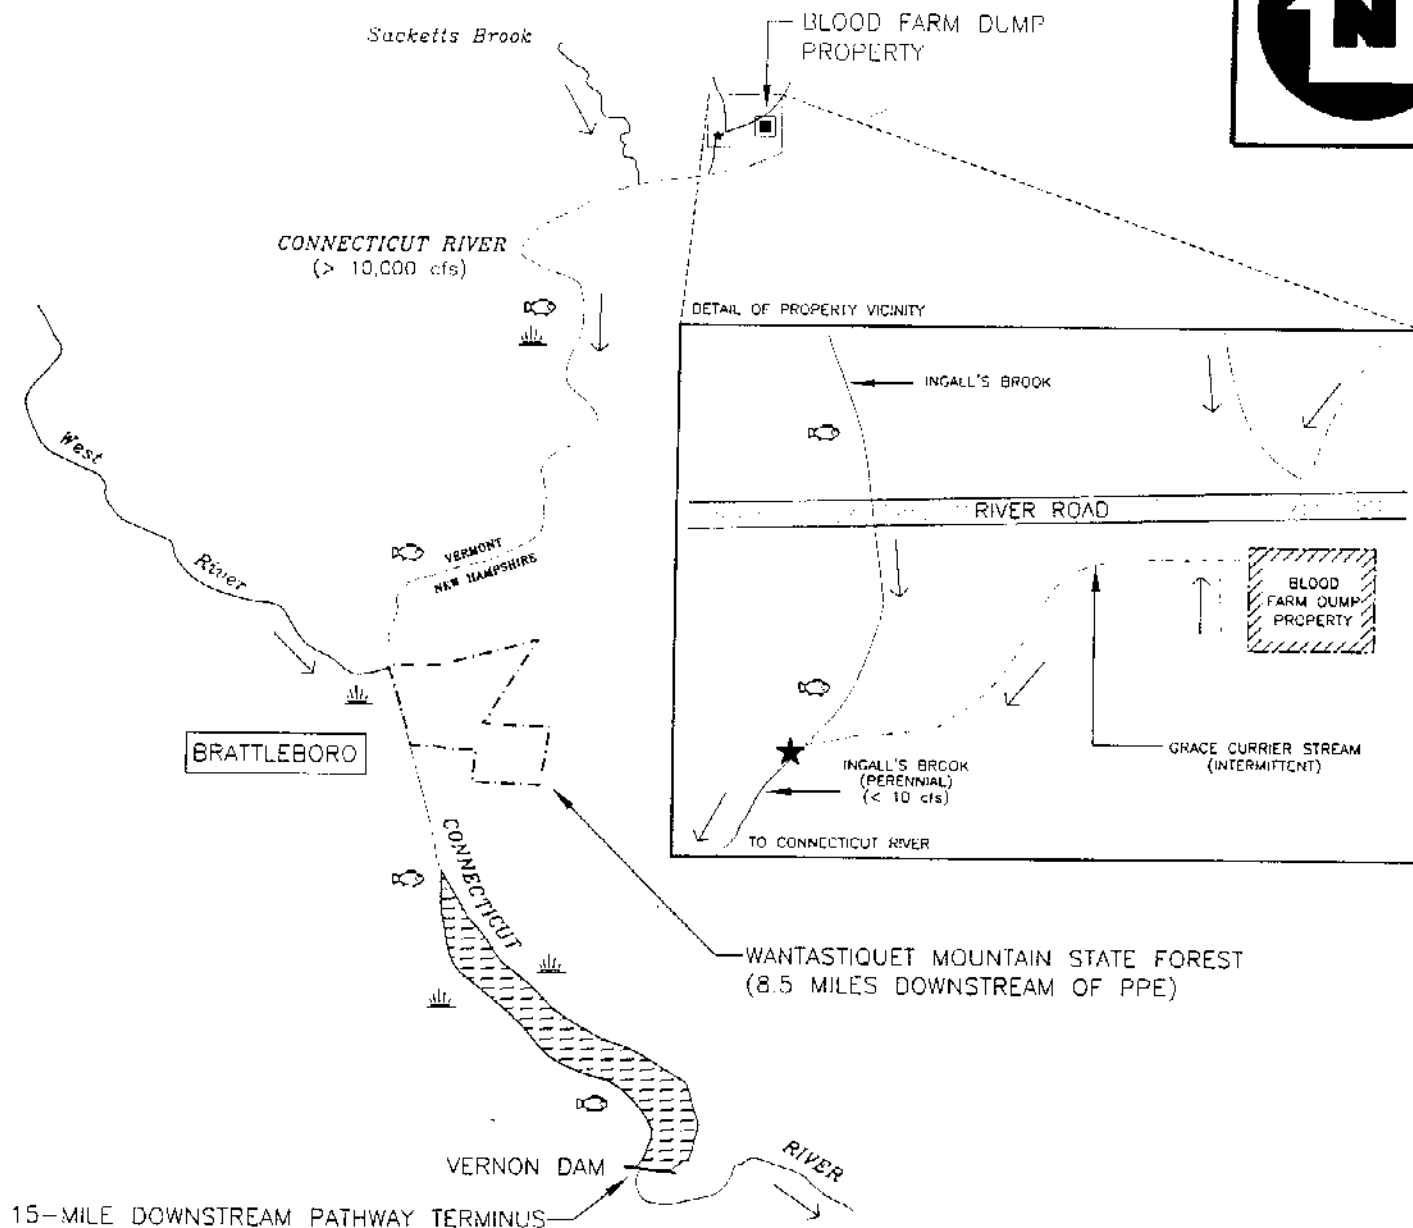 BLOOD FARM DUMP
PROPERTY
Sacketts Brook
N
CONNECTICUT RIVER
(> 10,000 cfs)
DETAIL OF PROPERTY VICINITY
INGALL'S BROOK
RIVER ROAD
West
River
VERMONT
NEW HAMPSHIRE
BLOOD
FARM DUMP
PROPERTY
BRATTLEBORO
GRACE CURRIER STREAM
(INTERMITTENT)
INGALL'S BROOK
(PERENNIAL)
(< 10 cfs)
TO CONNECTICUT RIVER
CONNECTICUT
WANTASTIQUET MOUNTAIN STATE FOREST
(8.5 MILES DOWNSTREAM OF PPE)
VERNON DAM
RIVER
15-MILE DOWNSTREAM PATHWAY TERMINUS